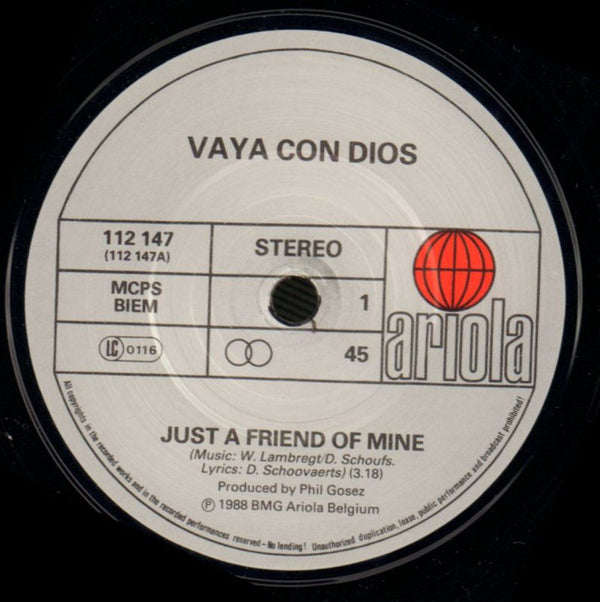 VAYA CON DIOS
112 147
(112 147A)
STEREO
MCPS
BIEM
1
LC 0116
45
ariola
JUST A FRIEND OF MINE
(Music: W. Lambregt/D. Schoufs.
Lyrics: D. Schoovaerts) (3.18)
Produced by Phil Gosez
℗ 1988 BMG Ariola Belgium
All copyrights in the recorded works and in the recorded performances reserved – No lending! Unauthorized duplication, lease, public performance and broadcast prohibited!